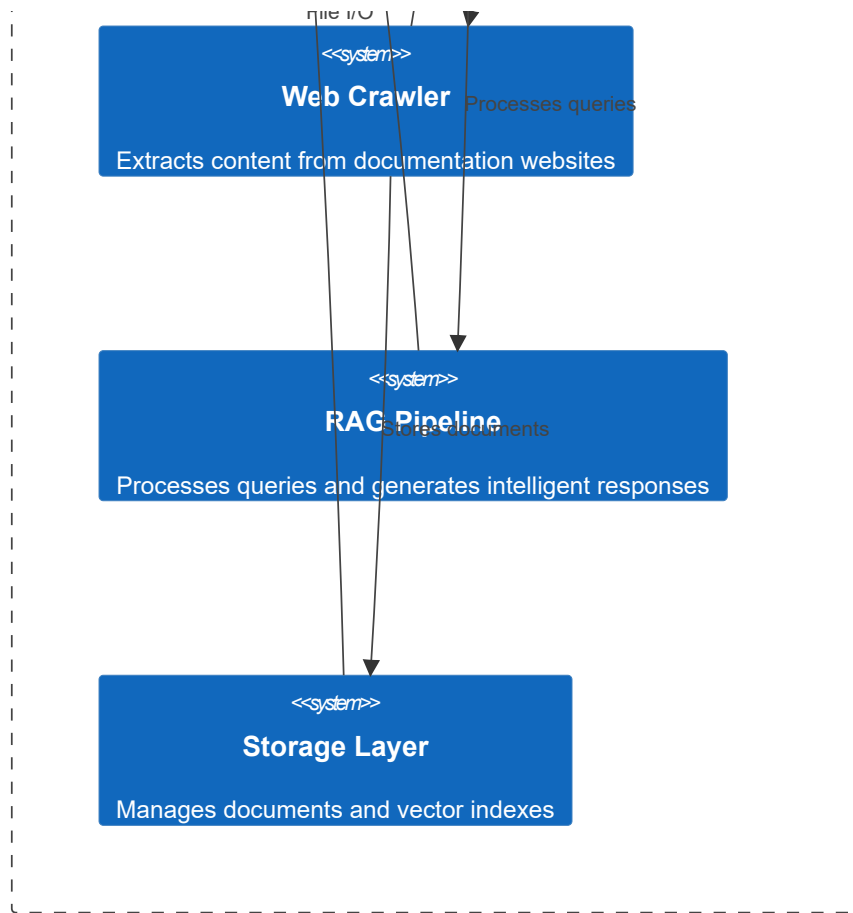 File I/O
<<system>>
Web Crawler
Processes queries
Extracts content from documentation websites
<<system>>
RAG Pipeline
Stores documents
Processes queries and generates intelligent responses
<<system>>
Storage Layer
Manages documents and vector indexes